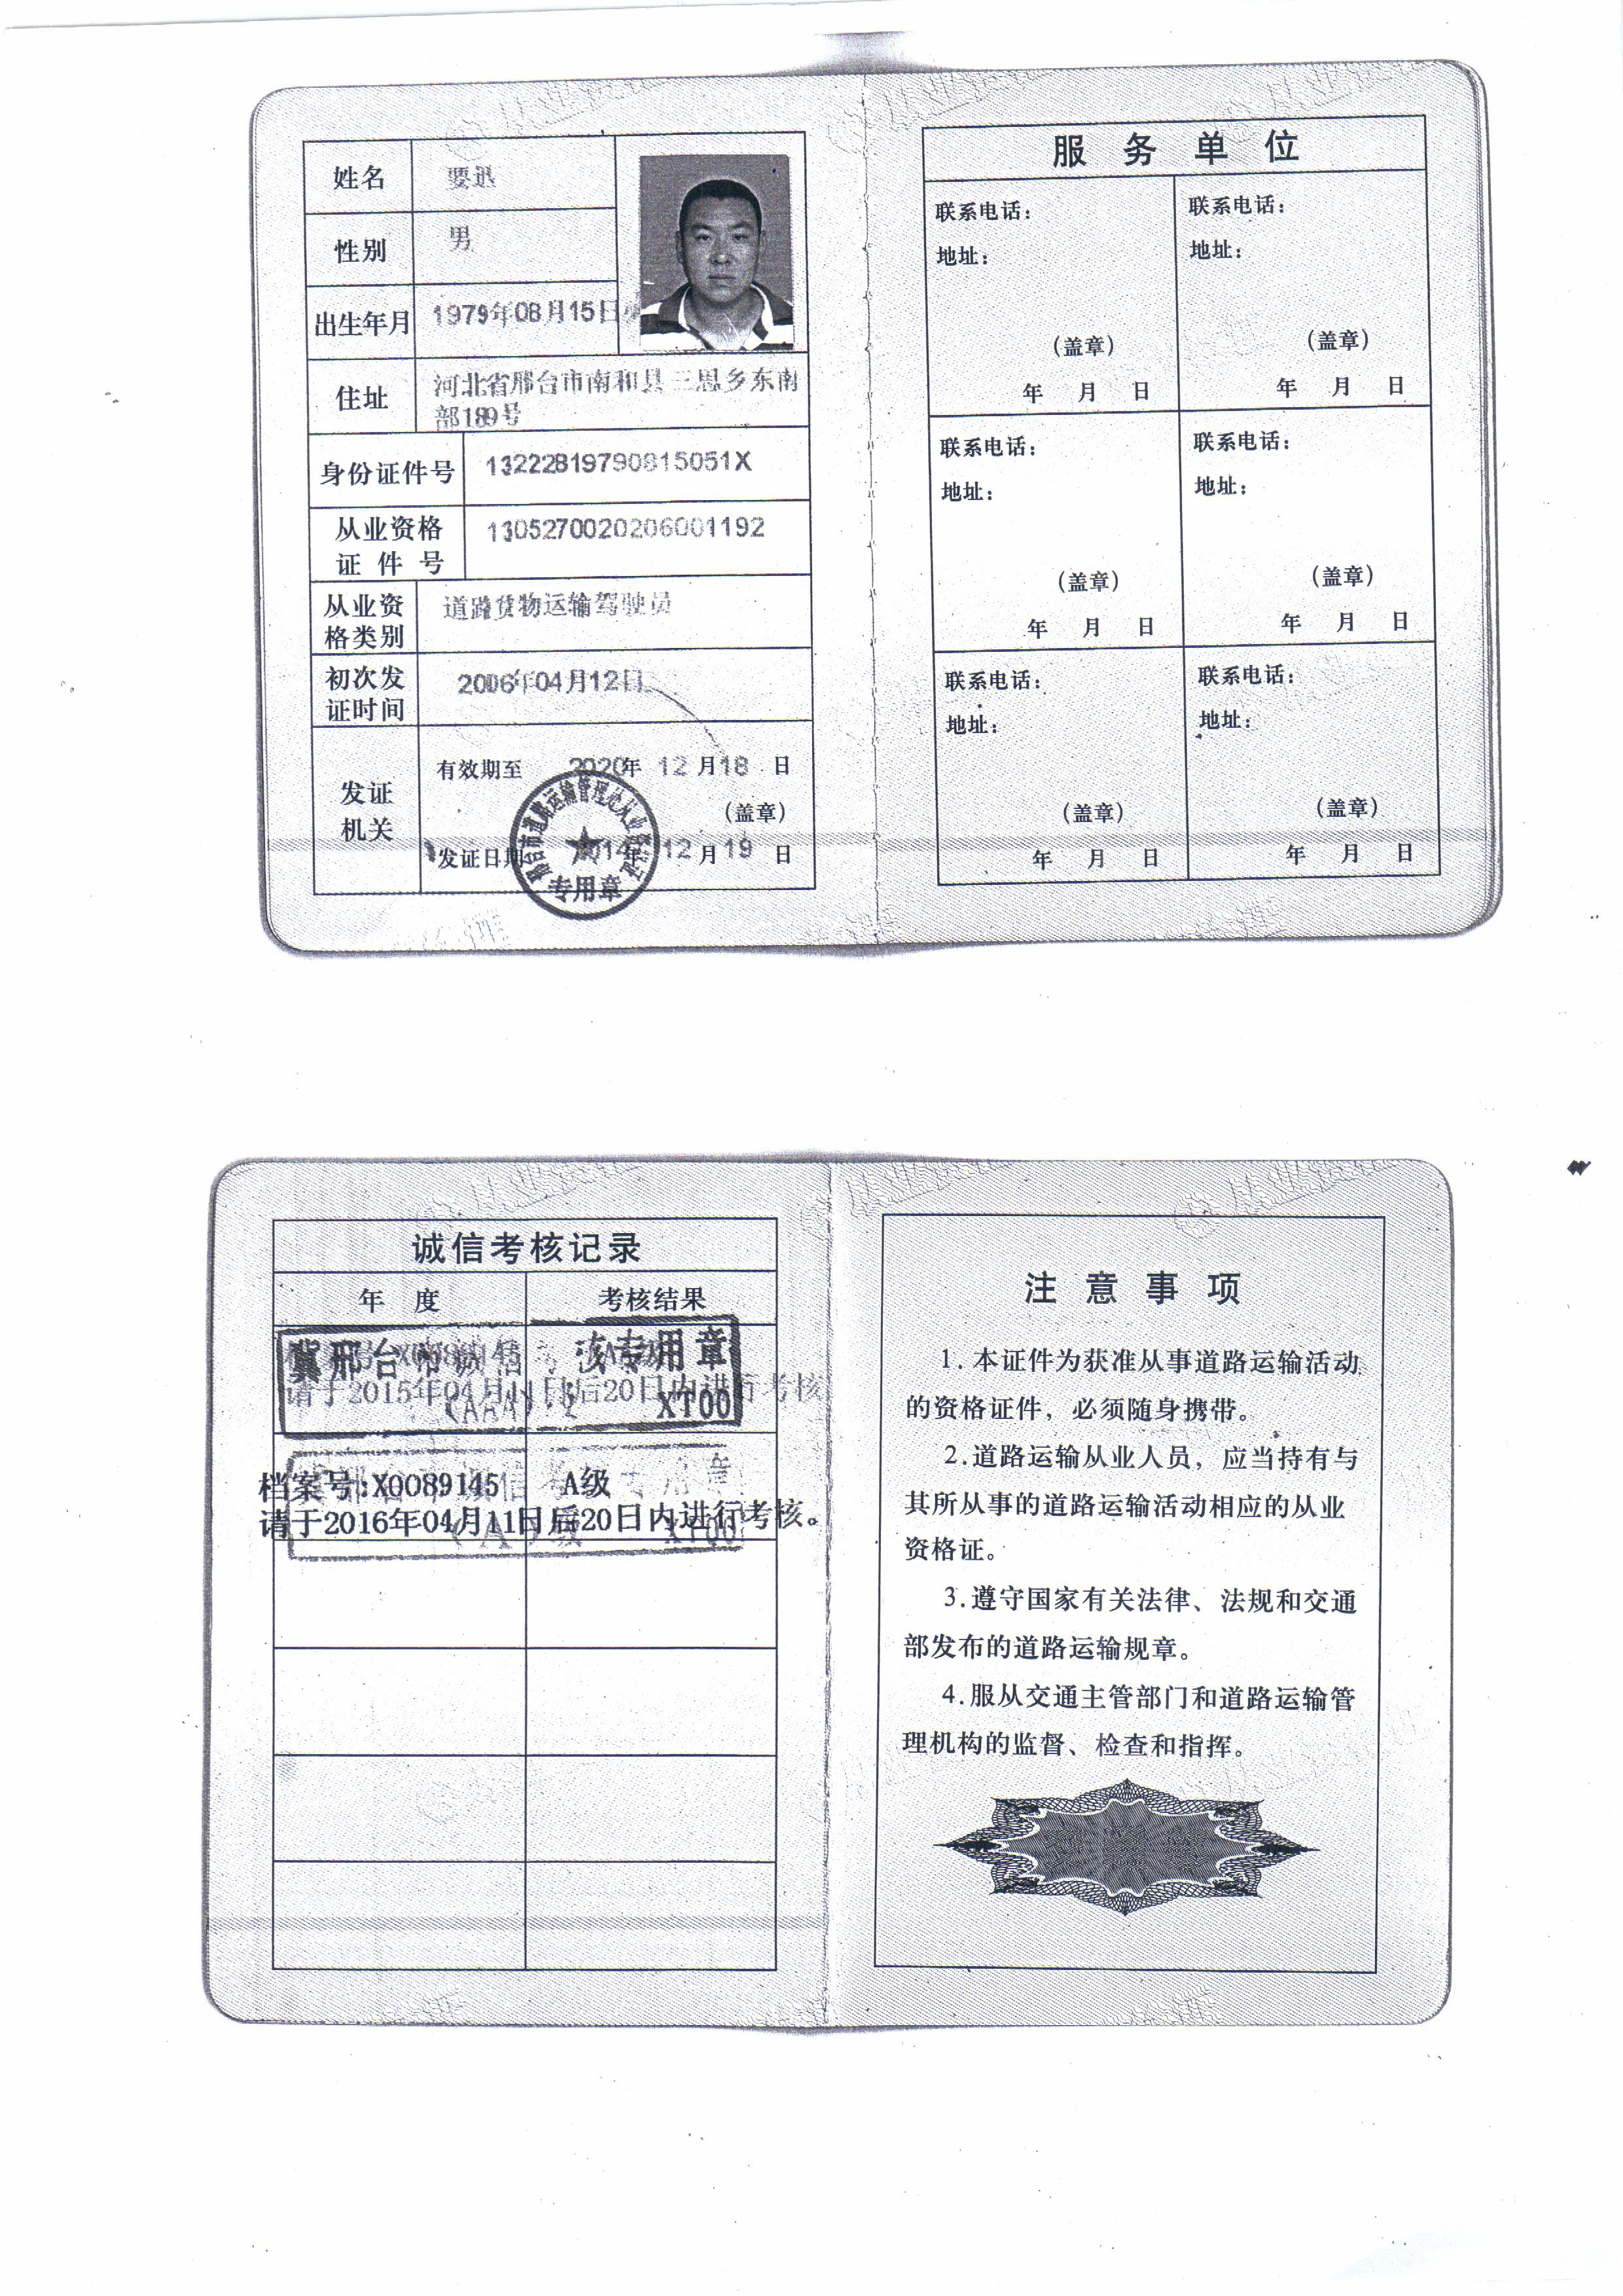 姓名
要迅
性别
男
出生年月
1979年08月15日
住址
河北省邢台市南和县三思乡东南
部189号
身份证件号
13222819790815051X
从业资格
证件号
1305270020206001192
从业资
格类别
道路货物运输驾驶员
初次发
证时间
2006年04月12日
发证
机关
有效期至 2020年 12月18日
(盖章)
发证日期 2014年 12月19日
邢台市道路运输管理处从业资格证
专用章
服务单位
联系电话:
地址:
(盖章)
年 月 日
联系电话:
地址:
(盖章)
年 月 日
联系电话:
地址:
(盖章)
年 月 日
联系电话:
地址:
(盖章)
年 月 日
联系电话:
地址:
(盖章)
年 月 日
联系电话:
地址:
(盖章)
年 月 日
诚信考核记录
年度
考核结果
冀邢台市诚信考核专用章
请于2015年04月11日后20日内进行考核
(AAA) XT00
档案号:X0089145 A级
请于2016年04月11日后20日内进行考核。
注意事项
1.本证件为获准从事道路运输活动
的资格证件，必须随身携带。
2.道路运输从业人员，应当持有与
其所从事的道路运输活动相应的从业
资格证。
3.遵守国家有关法律、法规和交通
部发布的道路运输规章。
4.服从交通主管部门和道路运输管
理机构的监督、检查和指挥。